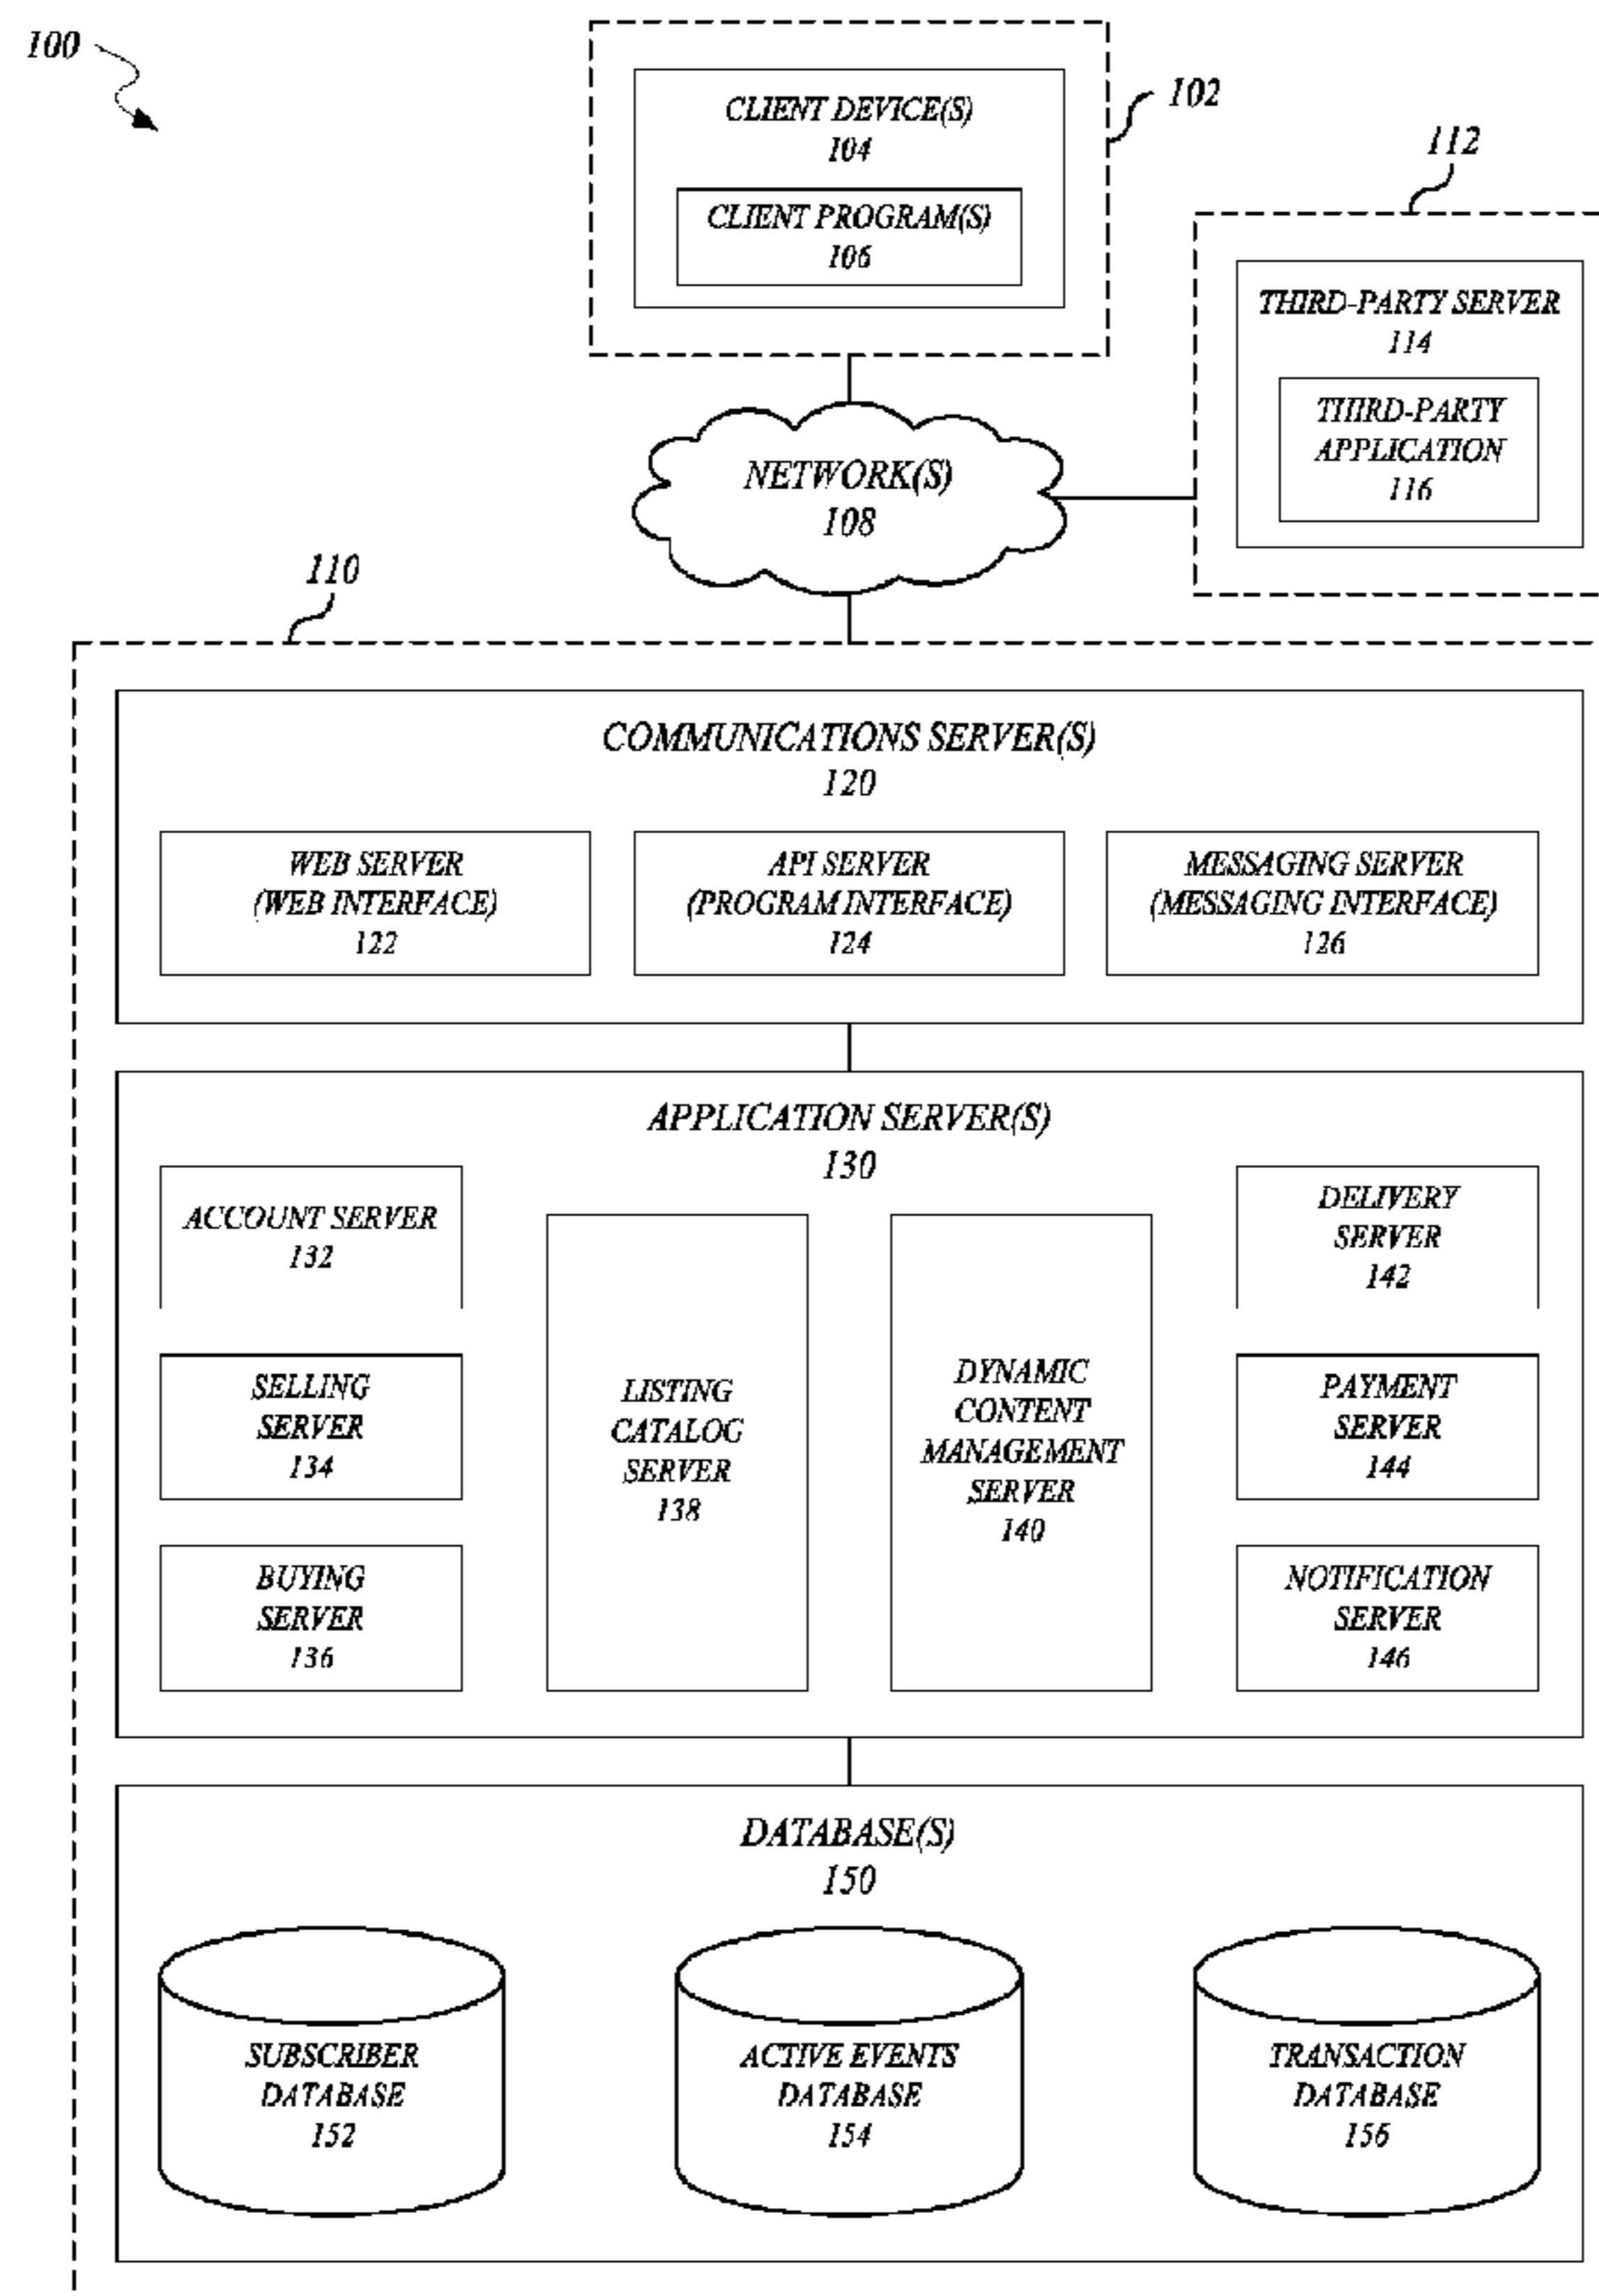 100
102
CLIENT DEVICE(S)
104
CLIENT PROGRAM(S)
106
112
THIRD-PARTY SERVER
114
THIRD-PARTY
APPLICATION
116
NETWORK(S)
108
110
COMMUNICATIONS SERVER(S)
120
WEB SERVER
(WEB INTERFACE)
122
API SERVER
(PROGRAM INTERFACE)
124
MESSAGING SERVER
(MESSAGING INTERFACE)
126
APPLICATION SERVER(S)
130
ACCOUNT SERVER
132
SELLING
SERVER
134
BUYING
SERVER
136
LISTING
CATALOG
SERVER
138
DYNAMIC
CONTENT
MANAGEMENT
SERVER
140
DELIVERY
SERVER
142
PAYMENT
SERVER
144
NOTIFICATION
SERVER
146
DATABASE(S)
150
SUBSCRIBER
DATABASE
152
ACTIVE EVENTS
DATABASE
154
TRANSACTION
DATABASE
156